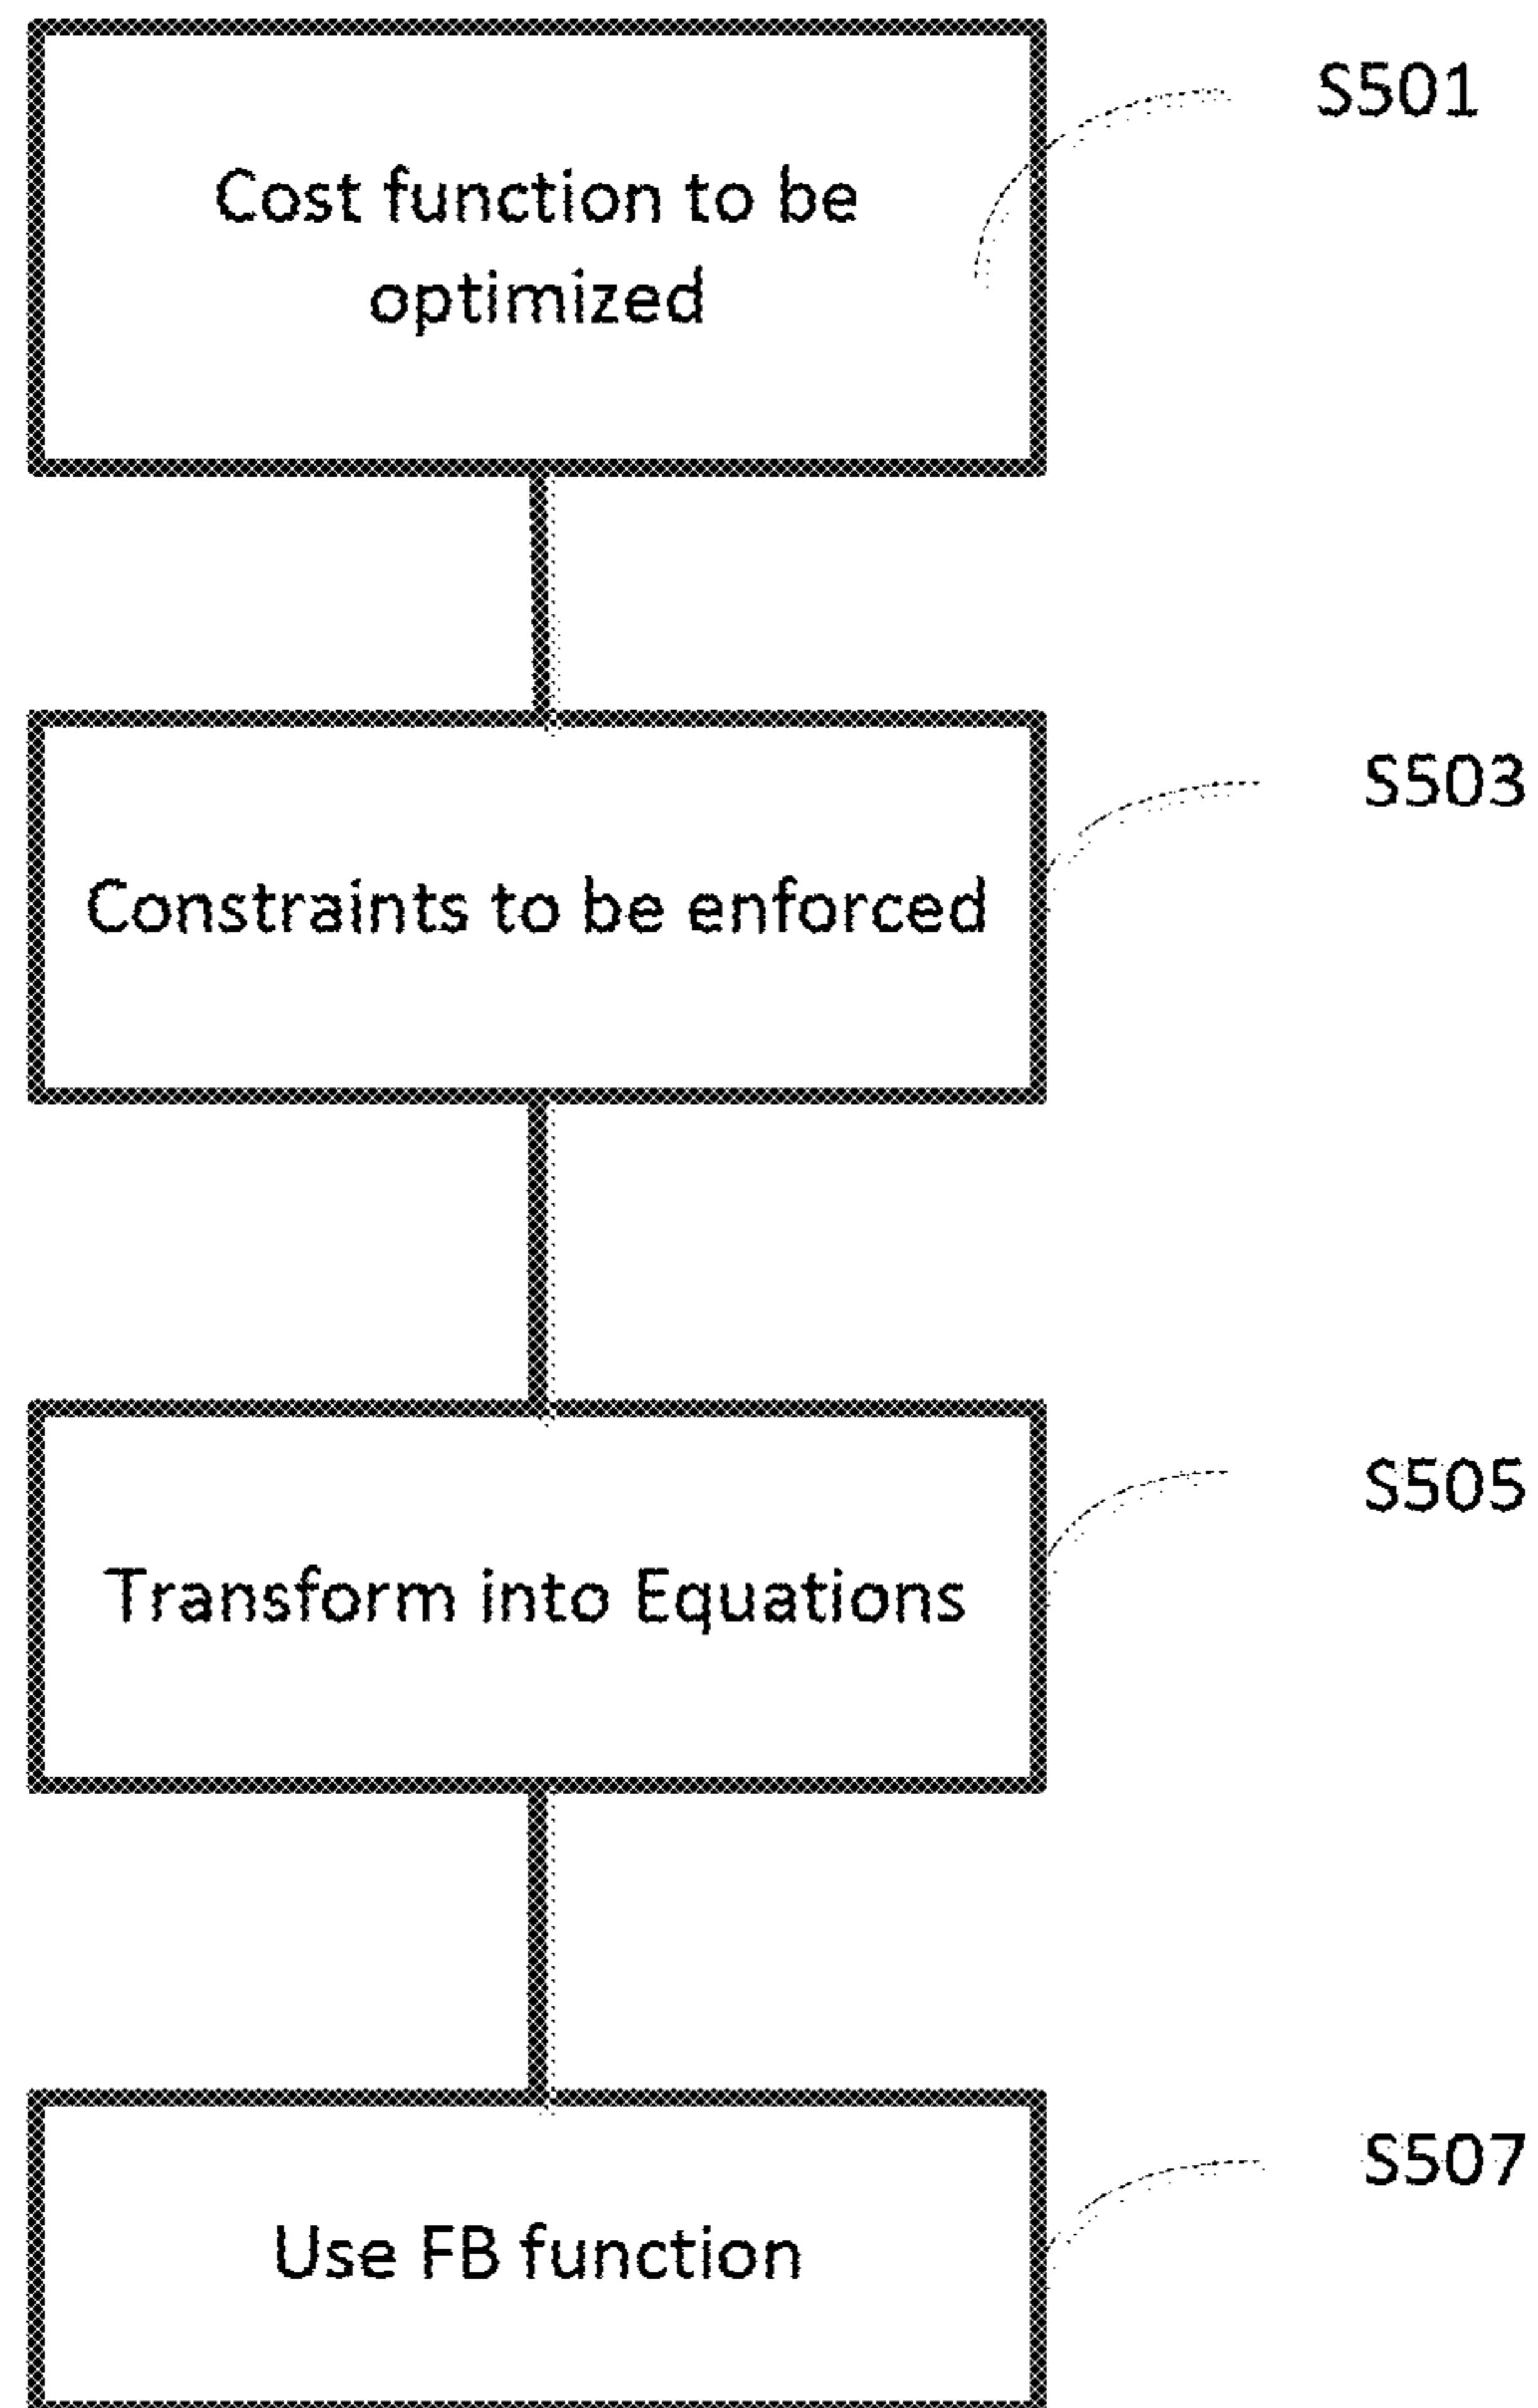 S501
Cost function to be
optimized
S503
Constraints to be enforced
S505
Transform into Equations
S507
Use FB function